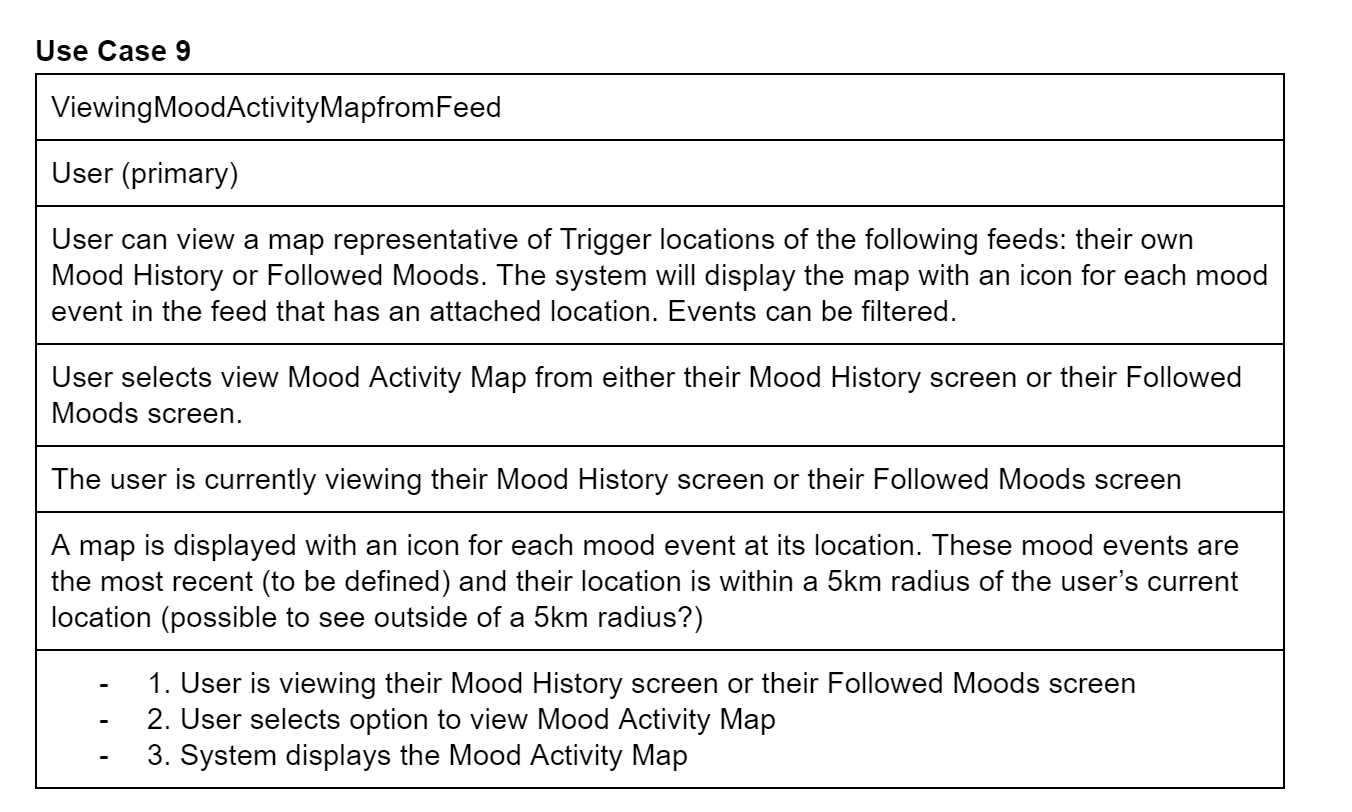 Use Case 9
ViewingMoodActivityMapfromFeed
User (primary)
User can view a map representative of Trigger locations of the following feeds: their own
Mood History or Followed Moods. The system will display the map with an icon for each mood
event in the feed that has an attached location. Events can be filtered.
User selects view Mood Activity Map from either their Mood History screen or their Followed
Moods screen.
The user is currently viewing their Mood History screen or their Followed Moods screen
A map is displayed with an icon for each mood event at its location. These mood events are
the most recent (to be defined) and their location is within a 5km radius of the user’s current
location (possible to see outside of a 5km radius?)
- 1. User is viewing their Mood History screen or their Followed Moods screen
- 2. User selects option to view Mood Activity Map
- 3. System displays the Mood Activity Map